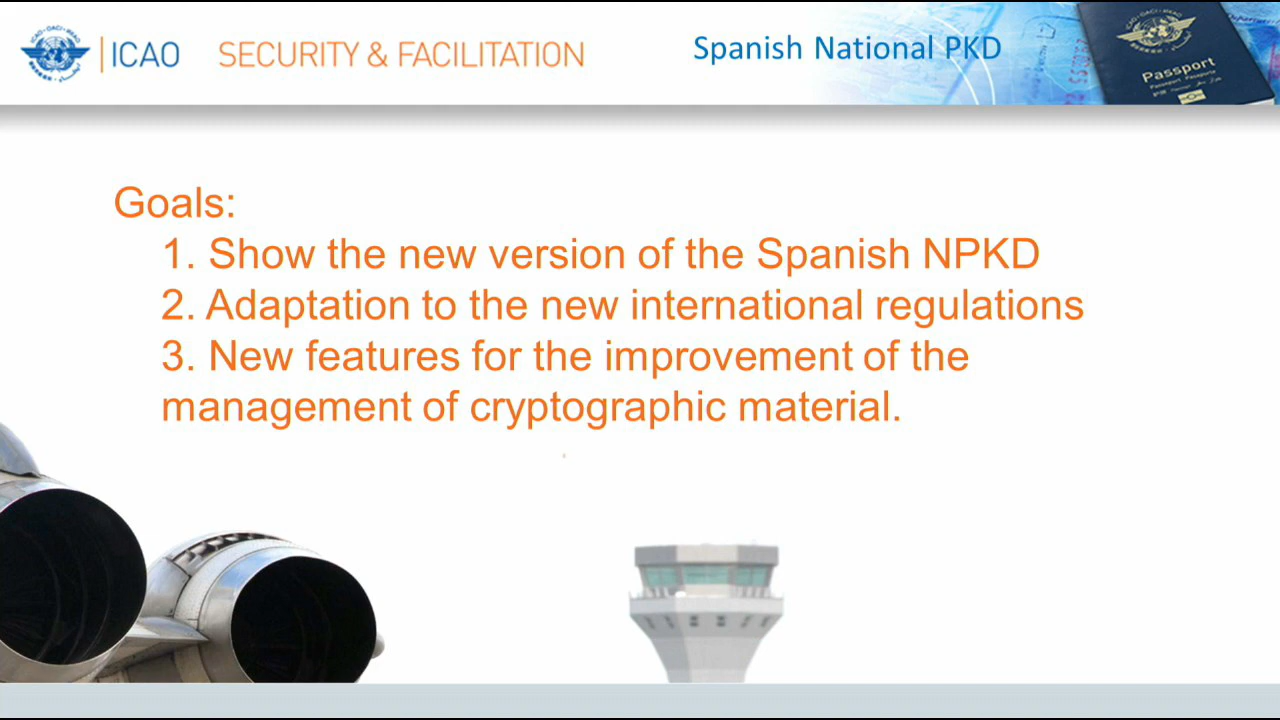 ICAO SECURITY & FACILITATION
Spanish National PKD
Passport
Goals:
1. Show the new version of the Spanish NPKD
2. Adaptation to the new international regulations
3. New features for the improvement of the
management of cryptographic material.